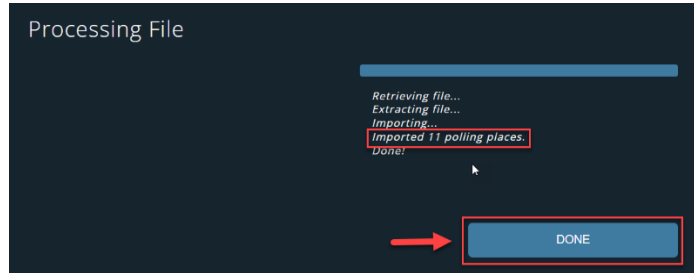 Processing File
Retrieving file...
Extracting file...
Importing...
Imported 11 polling places.
Done!
DONE